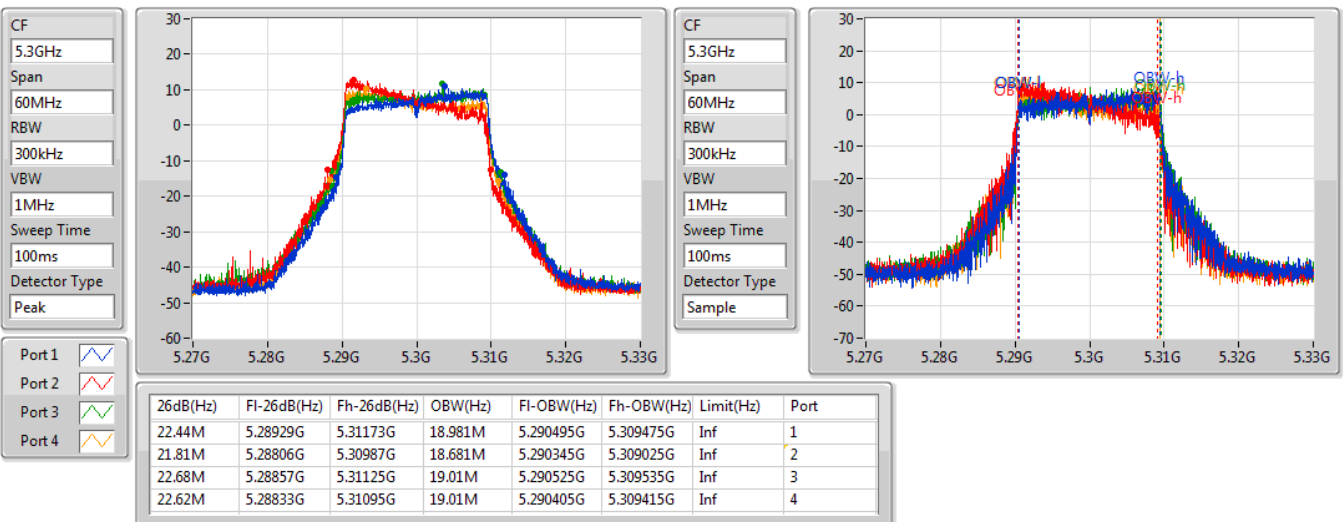 CF
5.3GHz
Span
60MHz
RBW
300kHz
VBW
1MHz
Sweep Time
100ms
Detector Type
Peak
30
20
10
0
-10
-20
-30
-40
-50
-60
5.27G 5.28G 5.29G 5.3G 5.31G 5.32G 5.33G
CF
5.3GHz
Span
60MHz
RBW
300kHz
VBW
1MHz
Sweep Time
100ms
Detector Type
Sample
30
20
10
0
-10
-20
-30
-40
-50
-60
-70
OBW-l
OBW-h
OBW-h
5.27G 5.28G 5.29G 5.3G 5.31G 5.32G 5.33G
Port 1
Port 2
Port 3
Port 4
26dB(Hz) Fl-26dB(Hz) Fh-26dB(Hz) OBW(Hz) Fl-OBW(Hz) Fh-OBW(Hz) Limit(Hz) Port
22.44M 5.28929G 5.31173G 18.981M 5.290495G 5.309475G Inf 1
21.81M 5.28806G 5.30987G 18.681M 5.290345G 5.309025G Inf 2
22.68M 5.28857G 5.31125G 19.01M 5.290525G 5.309535G Inf 3
22.62M 5.28833G 5.31095G 19.01M 5.290405G 5.309415G Inf 4